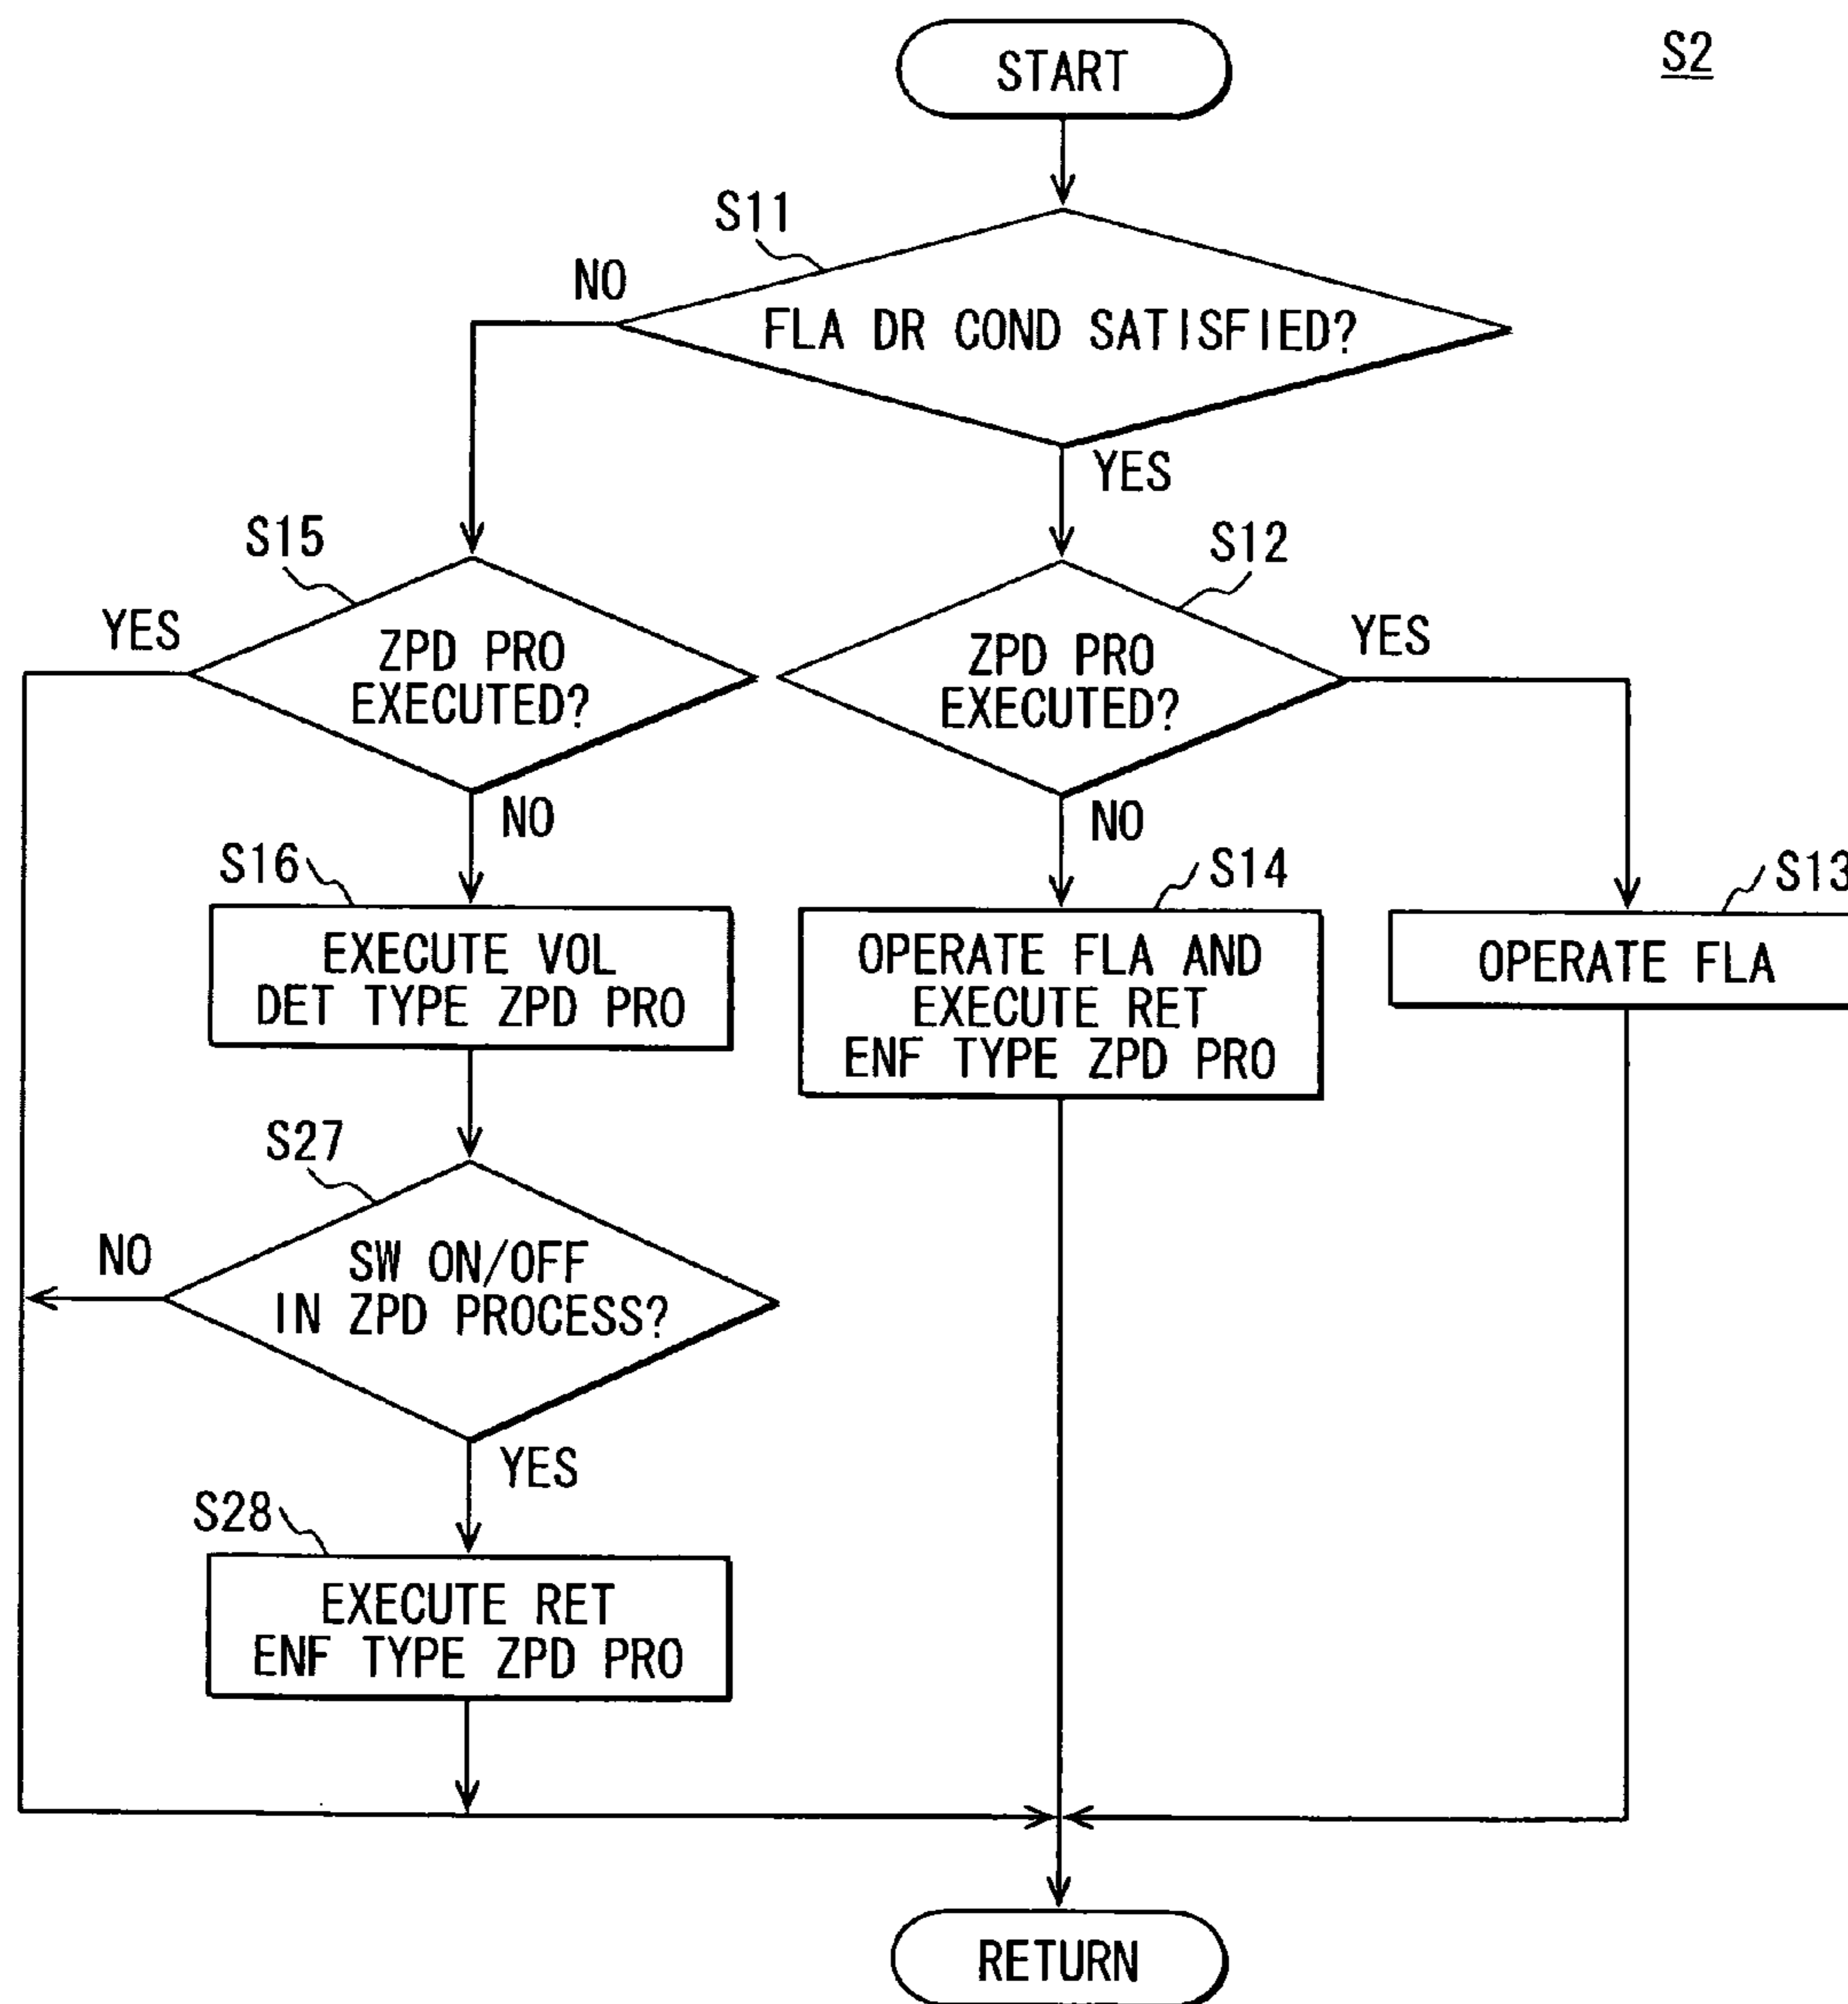 START
S2
S11
NO
FLA DR COND SATISFIED?
YES
S15
S12
YES
ZPD PRO
EXECUTED?
ZPD PRO
EXECUTED?
YES
NO
NO
S16
S14
S13
EXECUTE VOL
DET TYPE ZPD PRO
OPERATE FLA AND
EXECUTE RET
ENF TYPE ZPD PRO
OPERATE FLA
S27
NO
SW ON/OFF
IN ZPD PROCESS?
YES
S28
EXECUTE RET
ENF TYPE ZPD PRO
RETURN